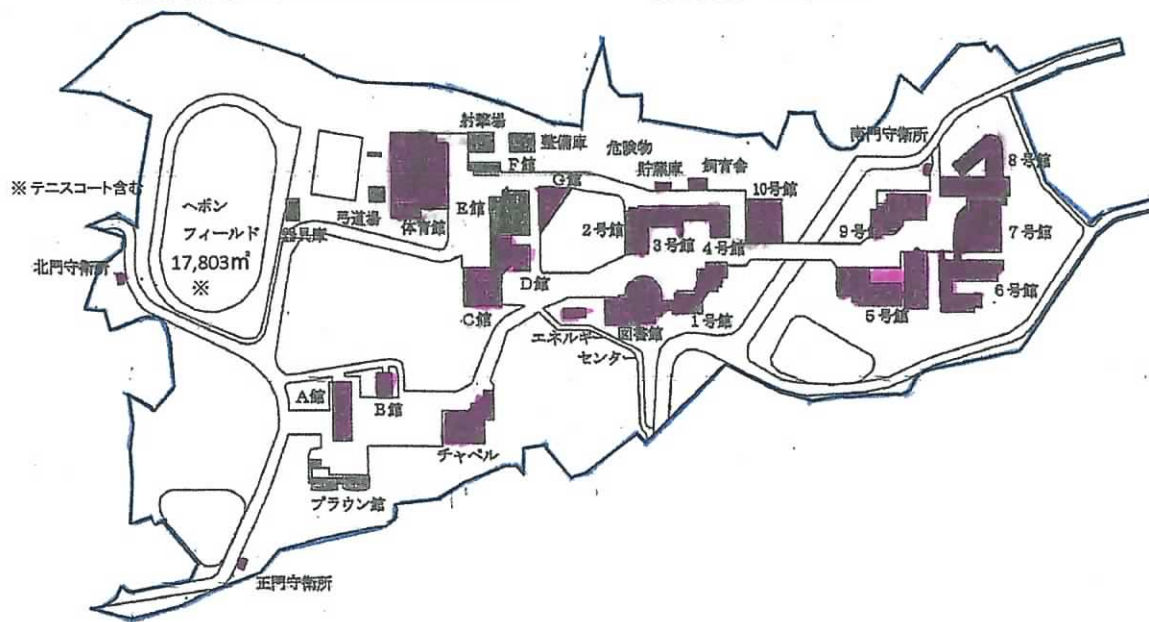 射撃場
整備庫
危険物
貯蔵庫
飼育舎
南門守衛所
8号館
F館
G館
10号館
※テニスコート含む
ヘボン
フィールド
17,803㎡
※
器具庫
弓道場
体育館
E館
2号館
3号館
4号館
9号館
7号館
北門守衛所
D館
C館
エネルギー
センター
図書館
1号館
5号館
6号館
A館
B館
チャペル
ブラウン館
正門守衛所